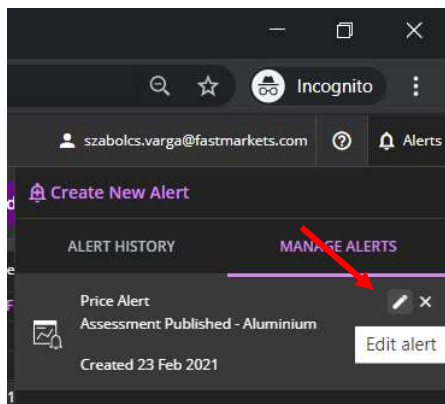 Incognito
szabolcs.varga@fastmarkets.com Alerts
Create New Alert
ALERT HISTORY MANAGE ALERTS
Price Alert
Assessment Published - Aluminium
Edit alert
Created 23 Feb 2021